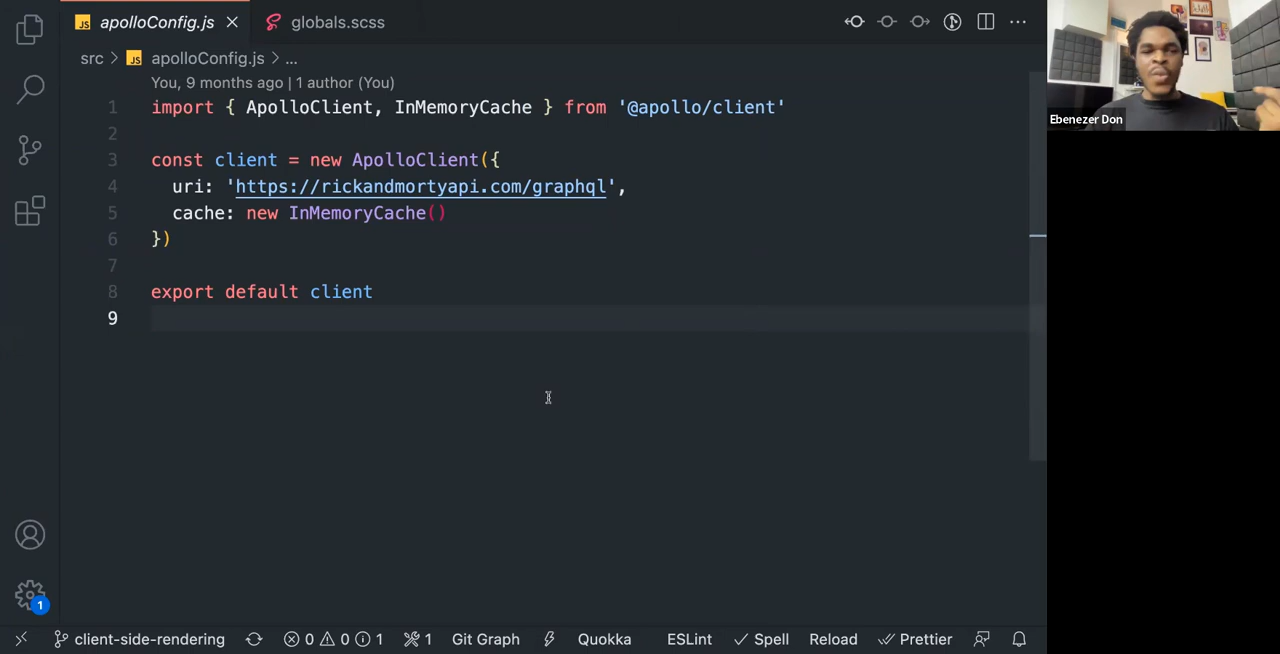 JS apolloConfig.js globals.scss
src > JS apolloConfig.js > ...
You, 9 months ago | 1 author (You)
1 import { ApolloClient, InMemoryCache } from '@apollo/client'
2
3 const client = new ApolloClient({
4 uri: 'https://rickandmortyapi.com/graphql',
5 cache: new InMemoryCache()
6 })
7
8 export default client
9
1
client-side-rendering 0 0 1 1 Git Graph Quokka ESLint Spell Reload Prettier
Ebenezer Don